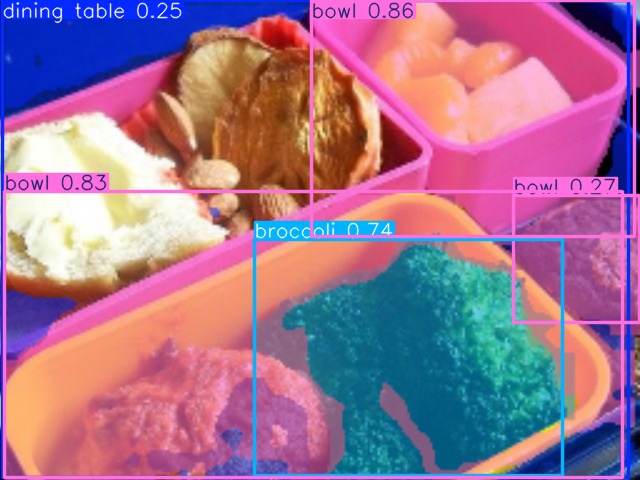 dining table 0.25
bowl 0.86
bowl 0.83
bowl 0.27
broccoli 0.74